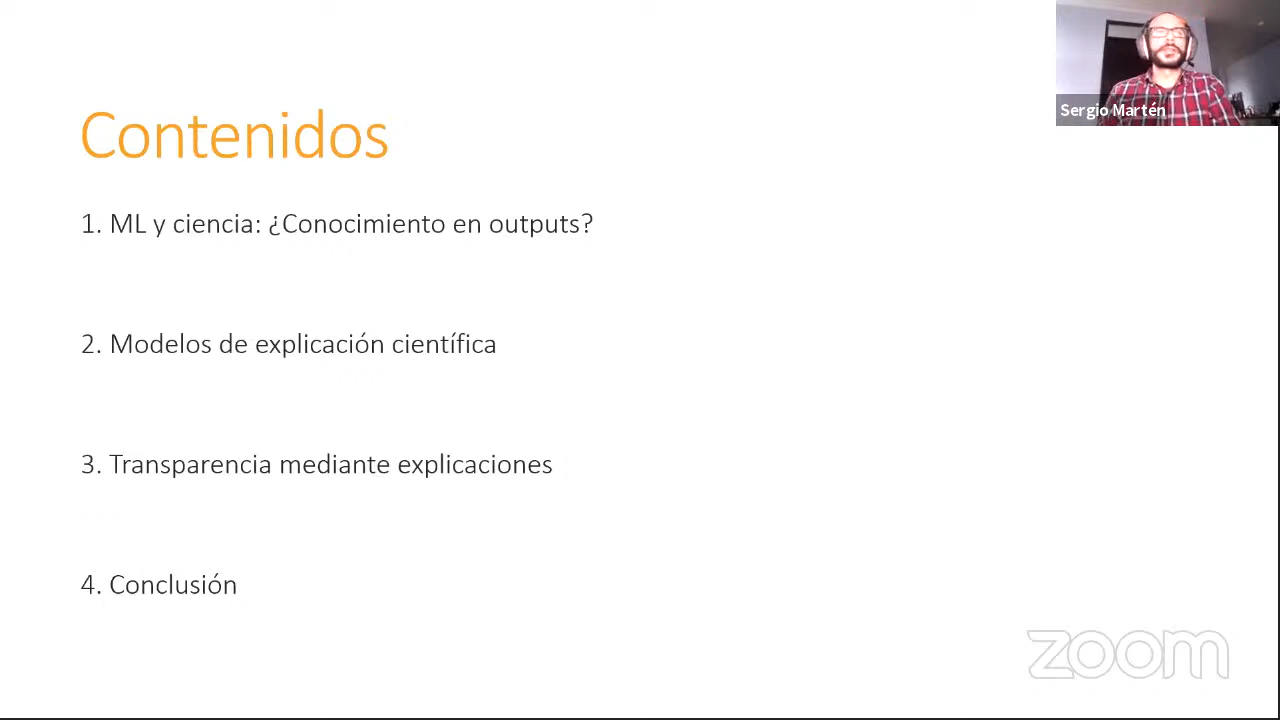 Sergio Martén
Contenidos
1. ML y ciencia: ¿Conocimiento en outputs?
2. Modelos de explicación científica
3. Transparencia mediante explicaciones
4. Conclusión
zoom